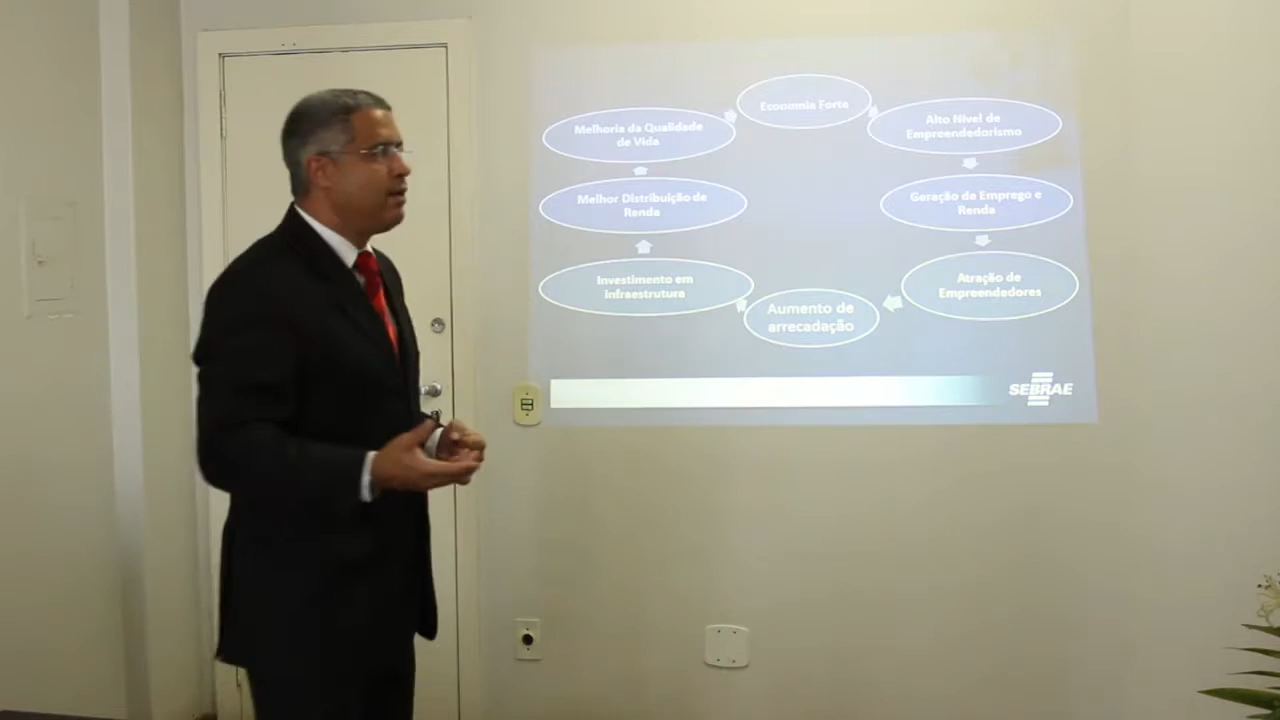 Economia Forte
Alto Nível de
Empreendedorismo
Geração de Emprego e
Renda
Atração de
Empreendedores
Aumento de
arrecadação
Investimento em
Infraestrutura
Melhor Distribuição de
Renda
Melhoria da Qualidade
de Vida
SEBRAE